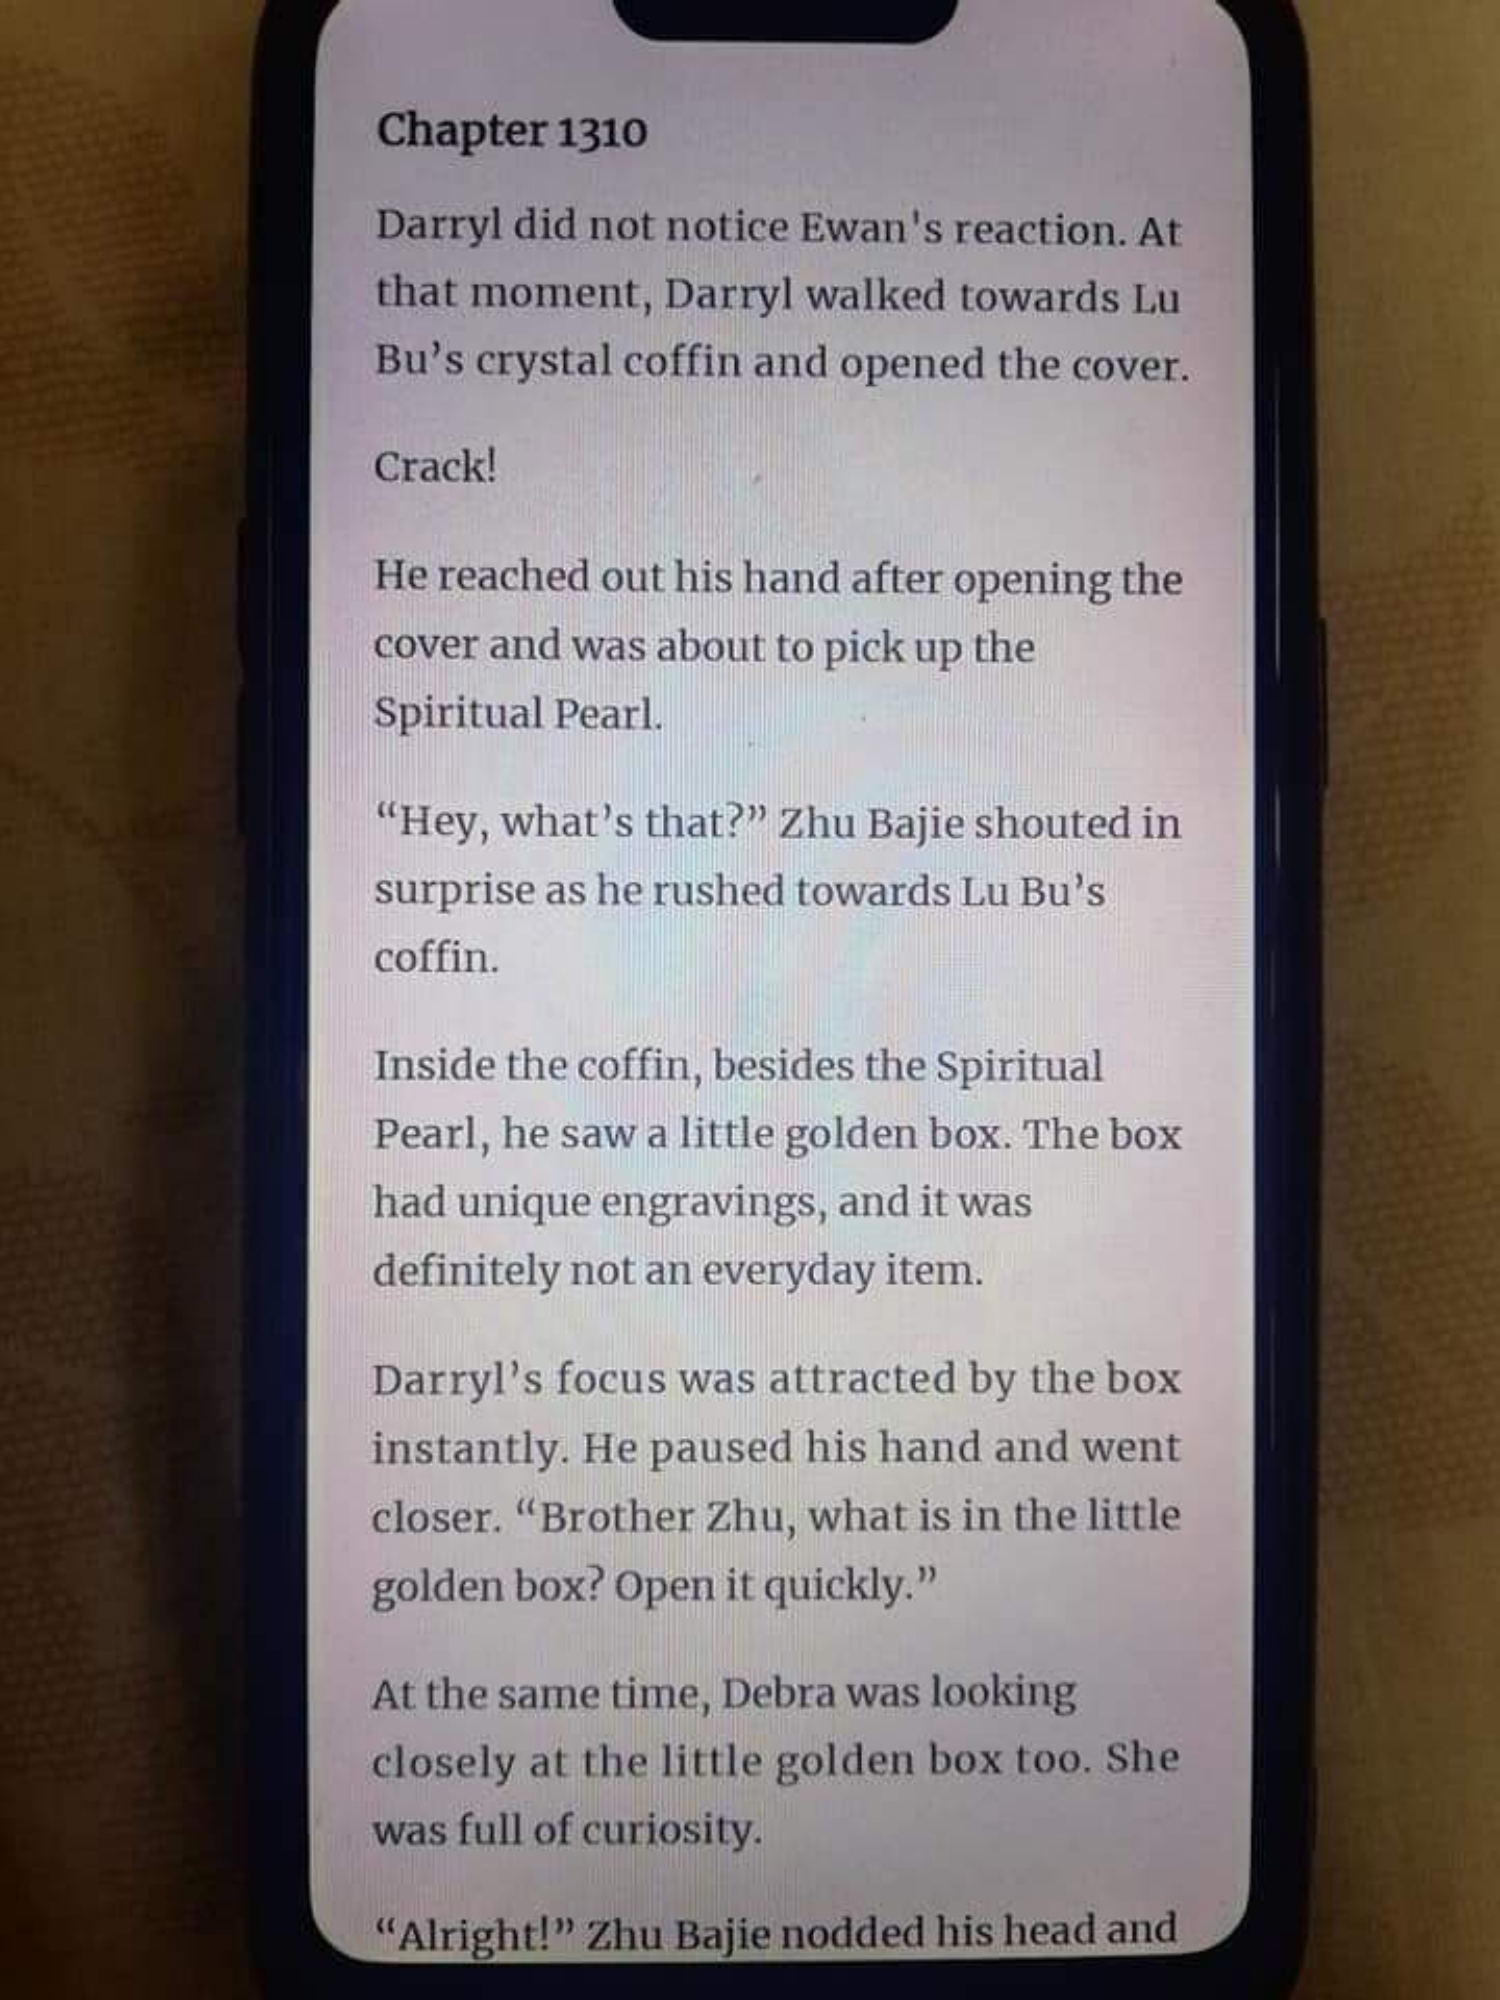 Chapter 1310
Darryl did not notice Ewan's reaction. At
that moment, Darryl walked towards Lu
Bu’s crystal coffin and opened the cover.
Crack!
He reached out his hand after opening the
cover and was about to pick up the
Spiritual Pearl.
“Hey, what’s that?” Zhu Bajie shouted in
surprise as he rushed towards Lu Bu’s
coffin.
Inside the coffin, besides the Spiritual
Pearl, he saw a little golden box. The box
had unique engravings, and it was
definitely not an everyday item.
Darryl’s focus was attracted by the box
instantly. He paused his hand and went
closer. “Brother Zhu, what is in the little
golden box? Open it quickly.”
At the same time, Debra was looking
closely at the little golden box too. She
was full of curiosity.
“Alright!” Zhu Bajie nodded his head and